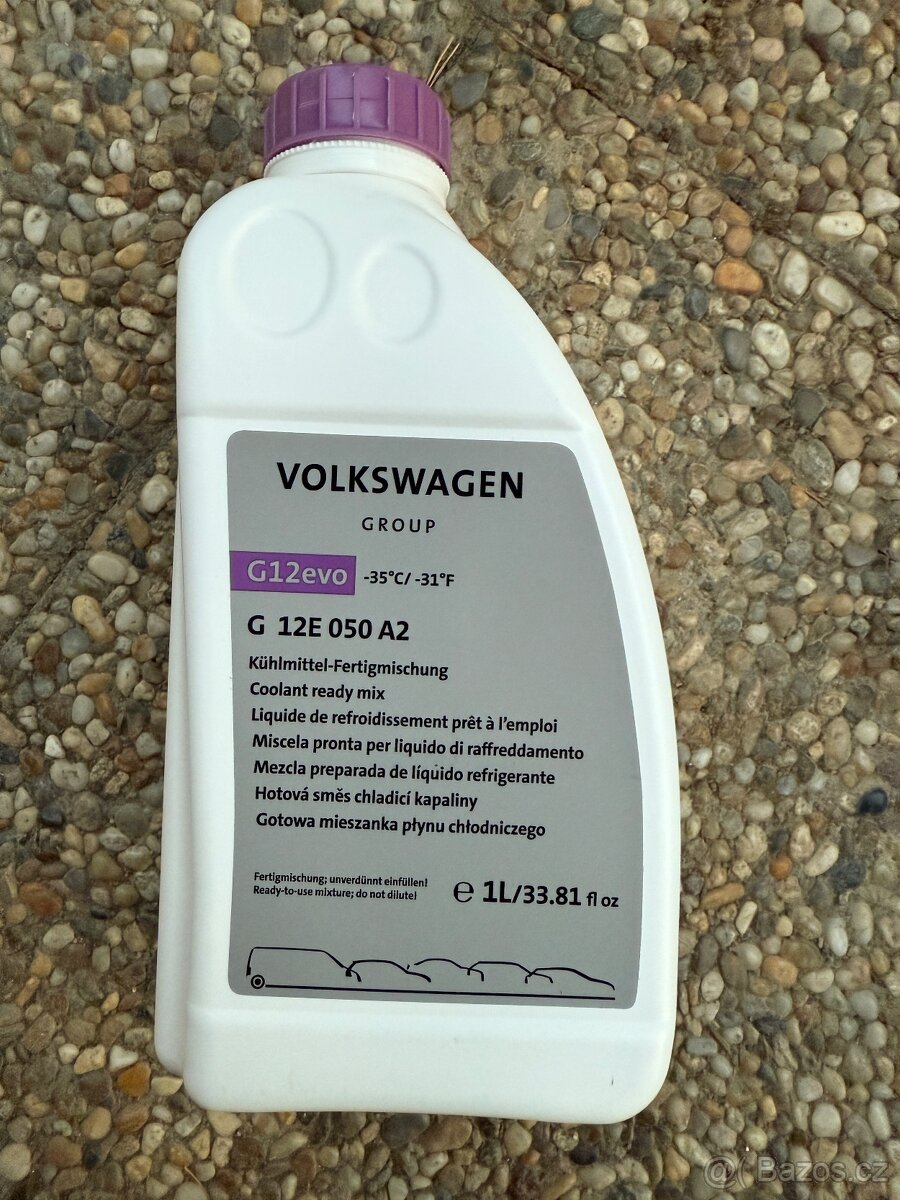 VOLKSWAGEN
GROUP
G12evo -35°C/ -31°F
G 12E 050 A2
Kühlmittel-Fertigmischung
Coolant ready mix
Liquide de refroidissement prêt à l'emploi
Miscela pronta per liquido di raffreddamento
Mezcla preparada de líquido refrigerante
Hotová směs chladicí kapaliny
Gotowa mieszanka płynu chłodniczego
Fertigmischung; unverdünnt einfüllen!
Ready-to-use mixture; do not dilute!
℮ 1L/33.81 fl oz
@ Bazos.cz